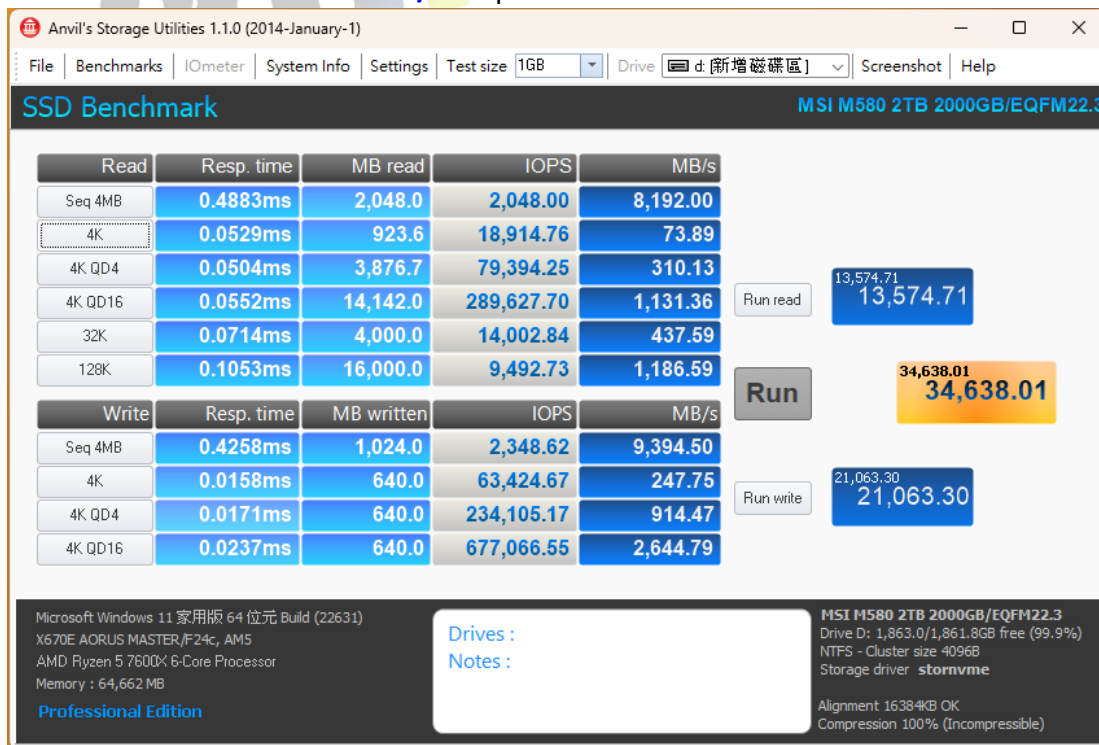 Anvil's Storage Utilities 1.1.0 (2014-January-1)
File Benchmarks IOmeter System Info Settings Test size 1GB Drive d: [新增磁碟區] Screenshot Help
SSD Benchmark MSI M580 2TB 2000GB/EQFM22.3
Read Resp. time MB read IOPS MB/s
Seq 4MB 0.4883ms 2,048.0 2,048.00 8,192.00
4K 0.0529ms 923.6 18,914.76 73.89
4K QD4 0.0504ms 3,876.7 79,394.25 310.13
4K QD16 0.0552ms 14,142.0 289,627.70 1,131.36
32K 0.0714ms 4,000.0 14,002.84 437.59
128K 0.1053ms 16,000.0 9,492.73 1,186.59
Run read
13,574.71
13,574.71
Run
34,638.01
34,638.01
Write Resp. time MB written IOPS MB/s
Seq 4MB 0.4258ms 1,024.0 2,348.62 9,394.50
4K 0.0158ms 640.0 63,424.67 247.75
4K QD4 0.0171ms 640.0 234,105.17 914.47
4K QD16 0.0237ms 640.0 677,066.55 2,644.79
Run write
21,063.30
21,063.30
Microsoft Windows 11 家用版 64 位元 Build (22631)
X670E AORUS MASTER/F24c, AM5
AMD Ryzen 5 7600X 6-Core Processor
Memory : 64,662 MB
Professional Edition
Drives :
Notes :
MSI M580 2TB 2000GB/EQFM22.3
Drive D: 1,863.0/1,861.8GB free (99.9%)
NTFS - Cluster size 4096B
Storage driver stornvme
Alignment 16384KB OK
Compression 100% (Incompressible)